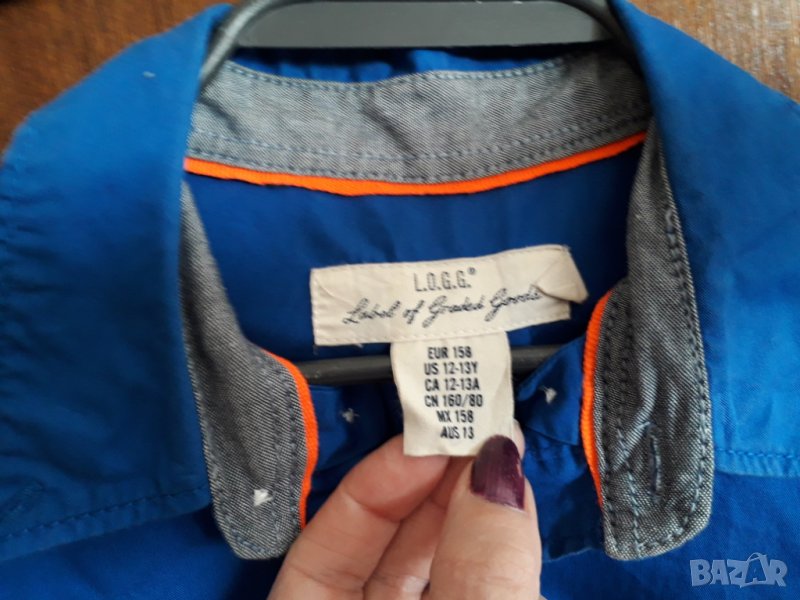 L.O.G.G.®
Label of Graded Goods
EUR 158
US 12-13Y
CA 12-13A
CN 160/80
MX 158
AUS 13
BAZAR